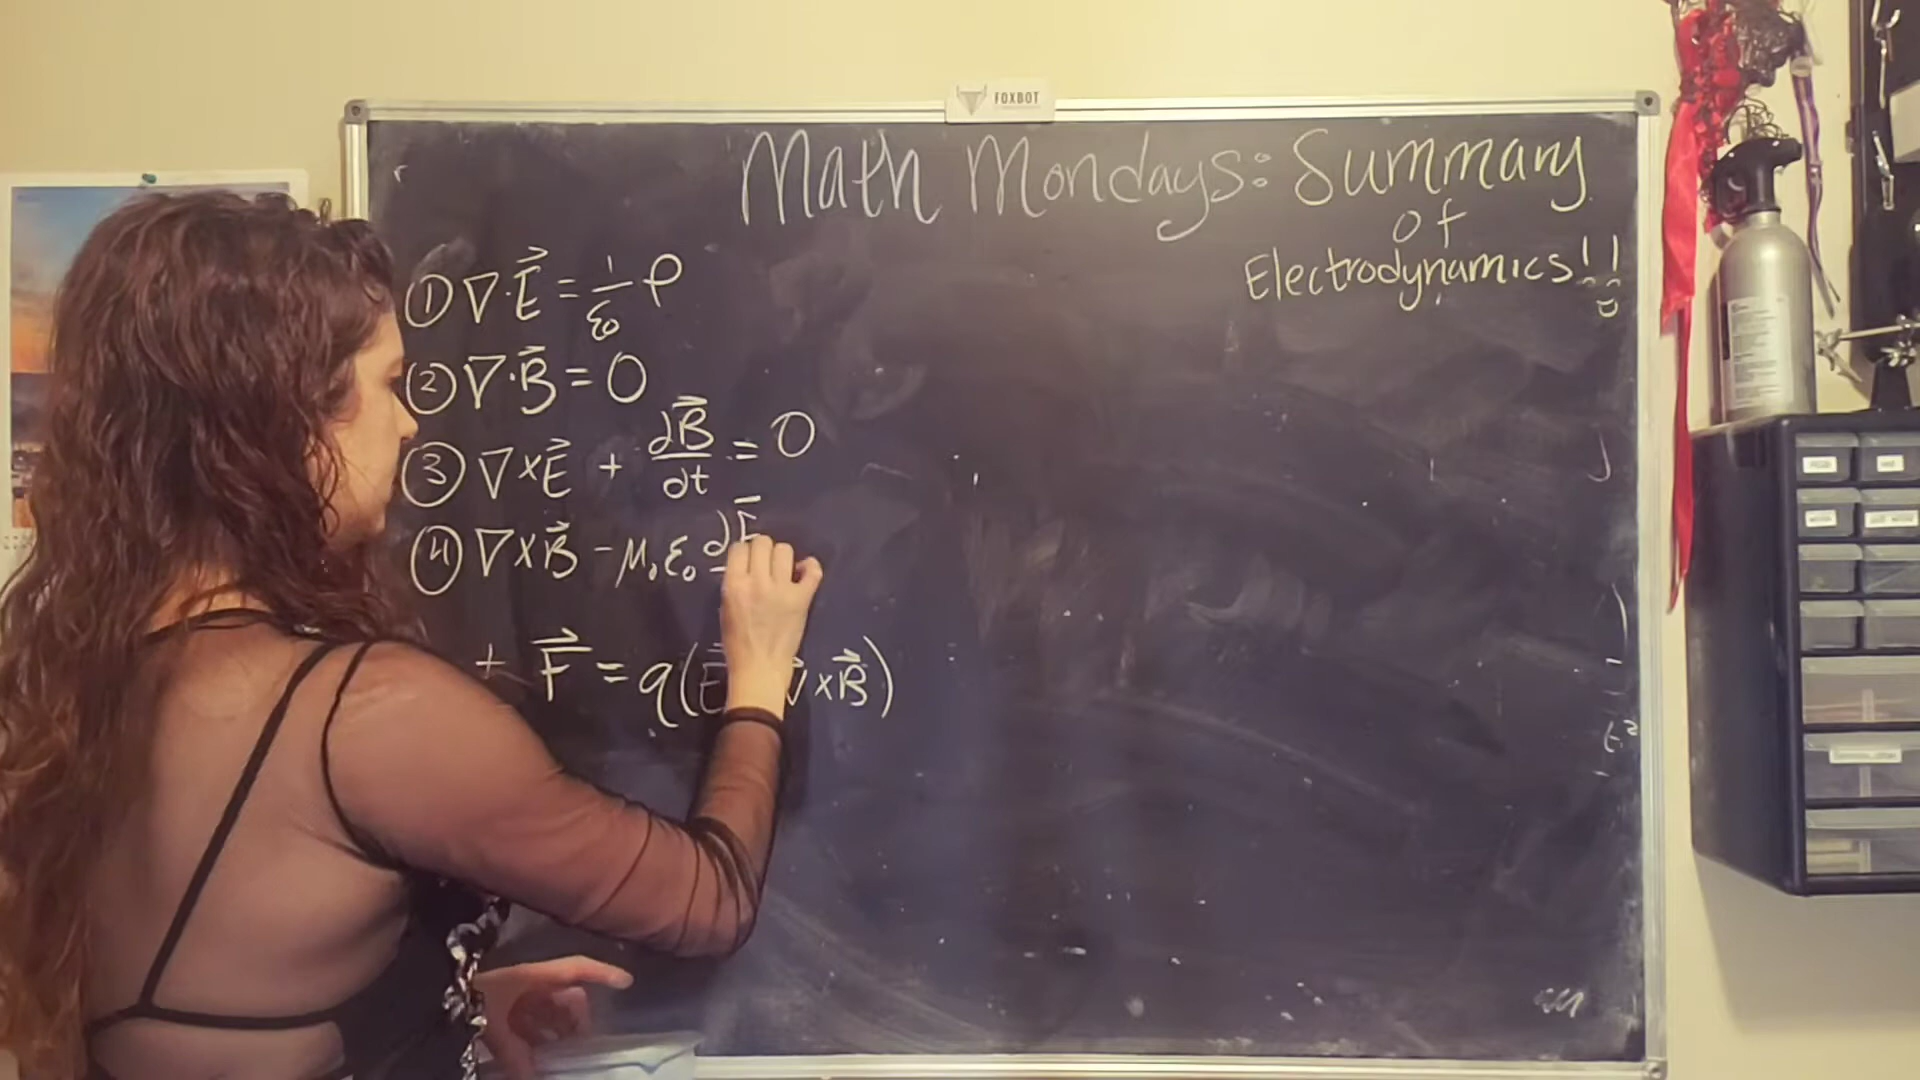 FOXBOT
Math Mondays: Summary
of
Electrodynamics!!
① ∇·E⃗ = 1/ε₀ ρ
② ∇·B⃗ = 0
③ ∇×E⃗ + ∂B⃗/∂t = 0
④ ∇×B⃗ - μ₀ε₀ ∂E
+ F⃗ = q(E ×B⃗)